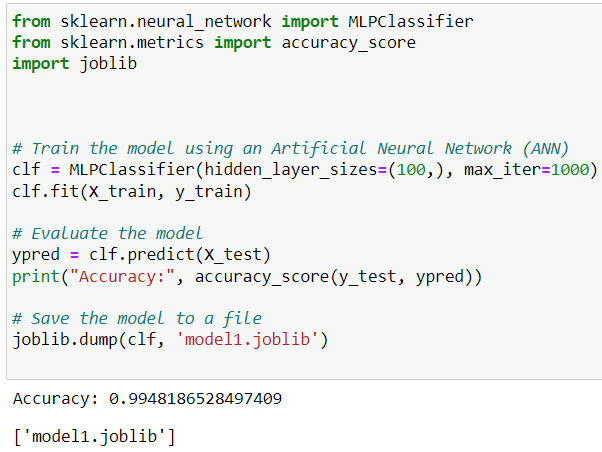 from sklearn.neural_network import MLPClassifier
from sklearn.metrics import accuracy_score
import joblib
# Train the model using an Artificial Neural Network (ANN)
clf = MLPClassifier(hidden_layer_sizes=(100,), max_iter=1000)
clf.fit(X_train, y_train)
# Evaluate the model
ypred = clf.predict(X_test)
print("Accuracy:", accuracy_score(y_test, ypred))
# Save the model to a file
joblib.dump(clf, 'model1.joblib')
Accuracy: 0.9948186528497409
['model1.joblib']